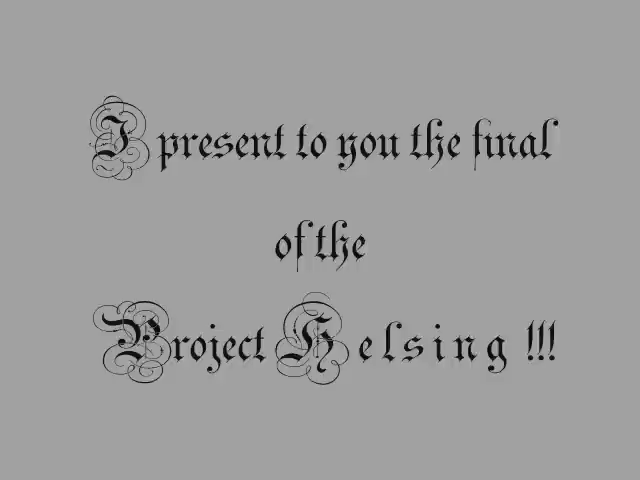 I present to you the final
of the
Project Helsing !!!